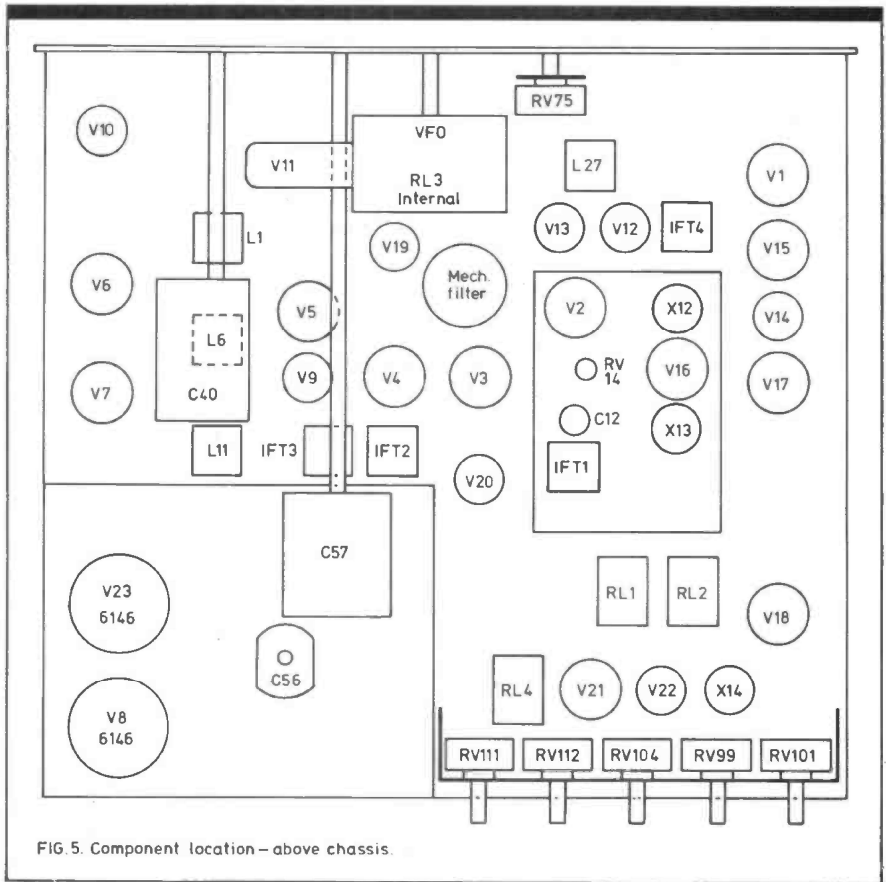 RV75
V10
VFO
V11
RL3
Internal
L27
V1
L1
V19
V13
V12
IFT4
V15
V6
Mech.
filter
V5
V2
X12
V14
L6
V7
C40
V9
V4
V3
RV
14
V16
V17
C12
X13
L11
IFT3
IFT2
IFT1
V20
C57
V23
6146
RL1
RL2
V18
C56
RL4
V21
V22
X14
V8
6146
RV111
RV112
RV104
RV99
RV101
FIG.5. Component location – above chassis.